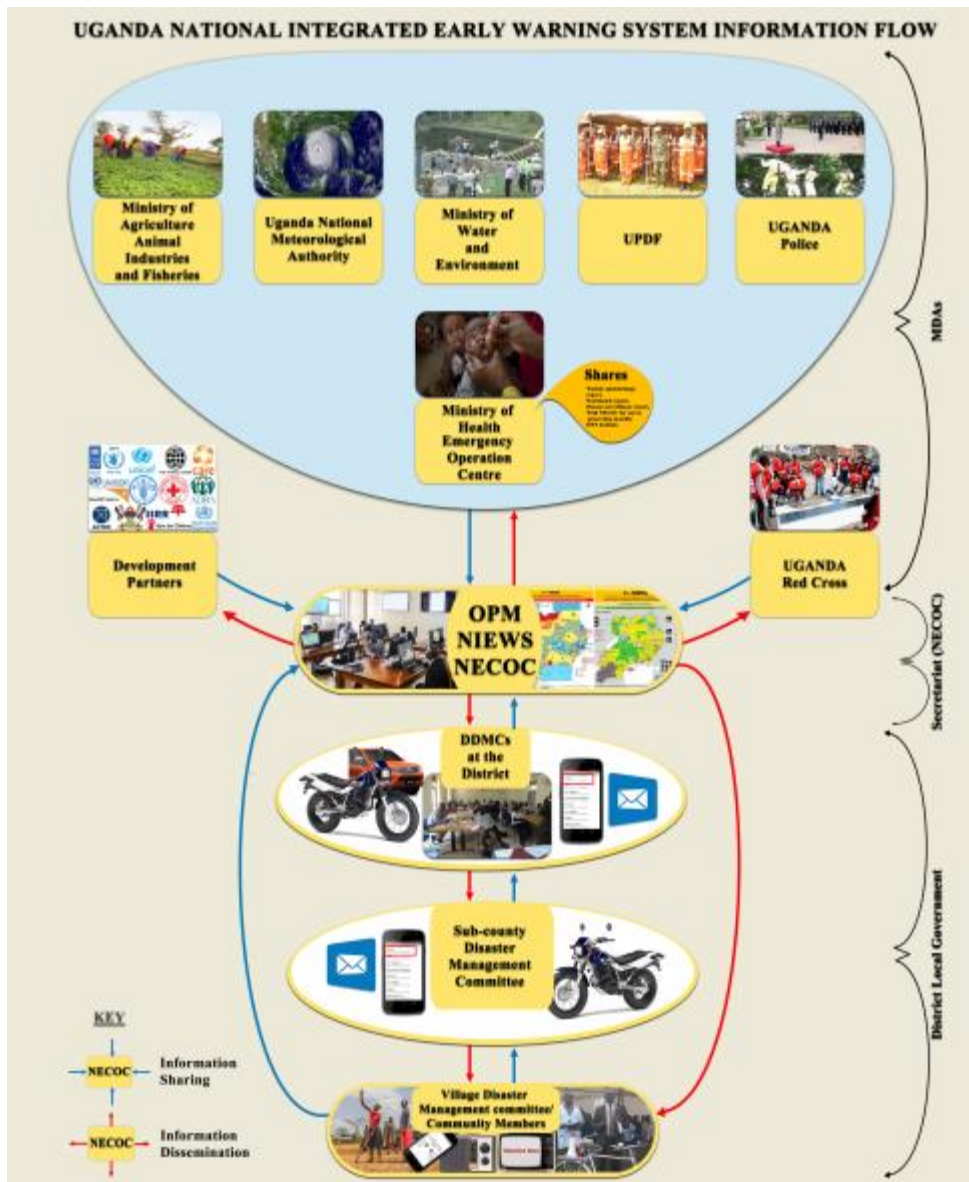 UGANDA NATIONAL INTEGRATED EARLY WARNING SYSTEM INFORMATION FLOW
Ministry of
Agriculture
Animal
Industries
and Fisheries
Uganda National
Meteorological
Authority
Ministry of
Water
and
Environment
UPDF
UGANDA
Police
MDAs
Ministry of
Health
Emergency
Operation
Centre
Shares
unicef
care
ADRA
Development
Partners
UGANDA
Red Cross
OPM
NIEWS
NECOC
Secretariat (NECOC)
DDMCs
at the
District
Sub-county
Disaster
Management
Committee
District Local Government
Village Disaster
Management committee/
Community Members
KEY
NECOC
Information
Sharing
NECOC
Information
Dissemination